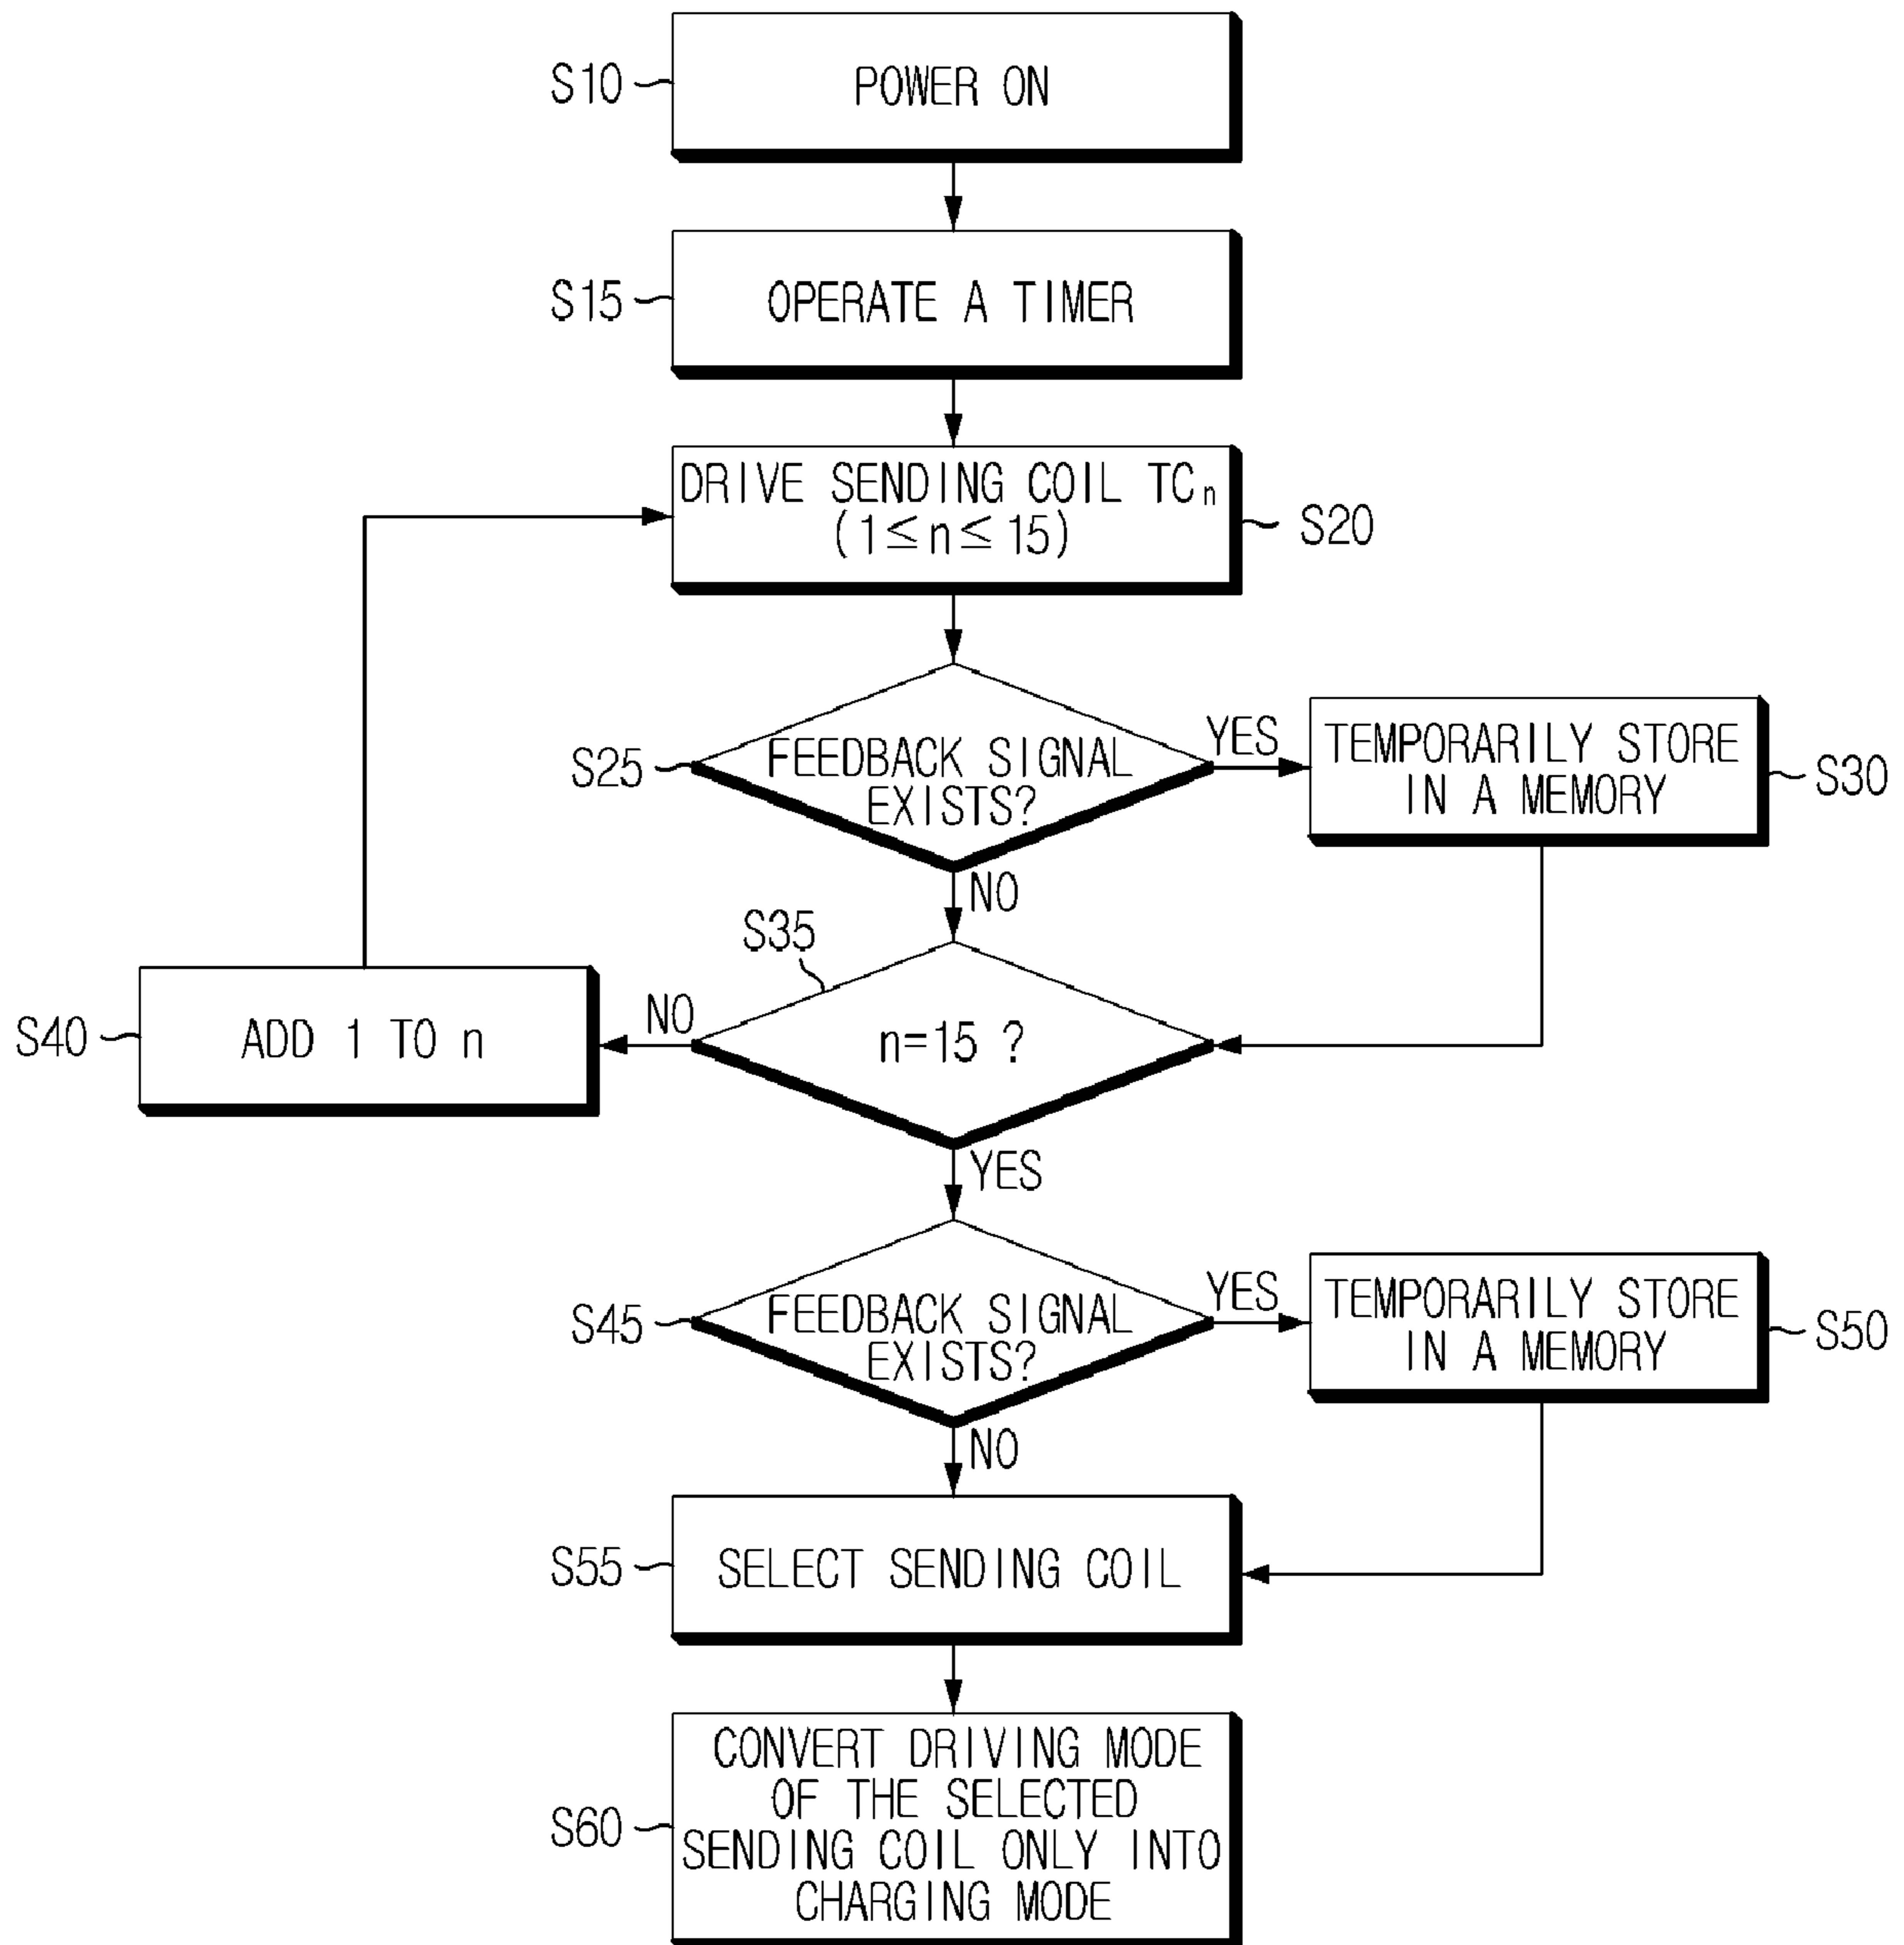 S10
POWER ON
S15
OPERATE A TIMER
DRIVE SENDING COIL TCn
(1≤n≤15)
S20
S25
FEEDBACK SIGNAL
EXISTS?
YES
TEMPORARILY STORE
IN A MEMORY
S30
NO
S35
S40
ADD 1 TO n
NO
n=15 ?
YES
S45
FEEDBACK SIGNAL
EXISTS?
YES
TEMPORARILY STORE
IN A MEMORY
S50
NO
S55
SELECT SENDING COIL
S60
CONVERT DRIVING MODE
OF THE SELECTED
SENDING COIL ONLY INTO
CHARGING MODE